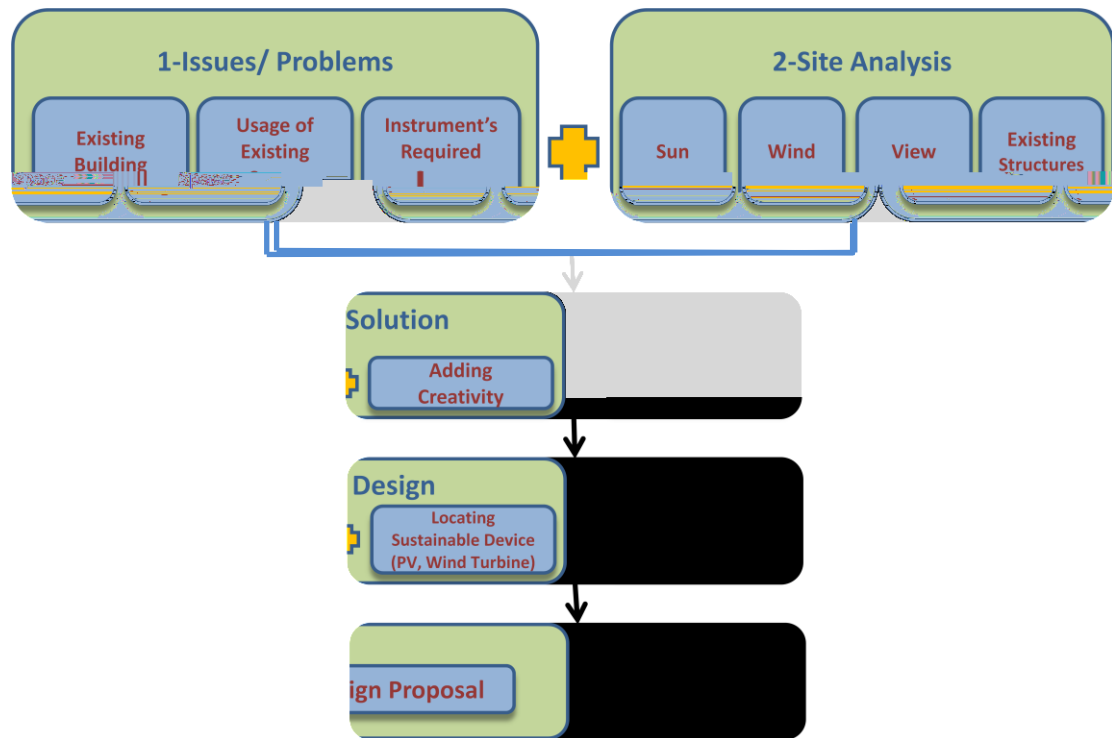 1-Issues/ Problems
Existing
Building
Usage of
Existing
Instrument's
Required
2-Site Analysis
Sun
Wind
View
Existing
Structures
Solution
Adding
Creativity
Design
Locating
Sustainable Device
(PV, Wind Turbine)
ign Proposal